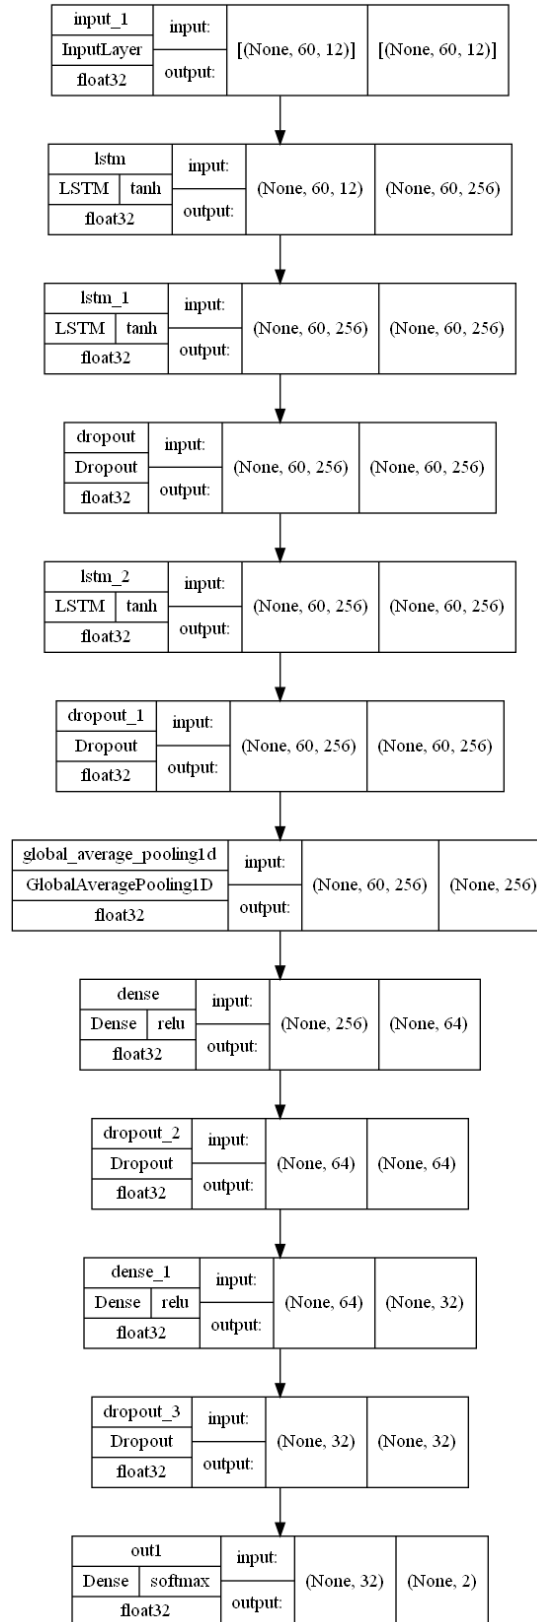 input_1
InputLayer
float32
input:
output:
[(None, 60, 12)]
[(None, 60, 12)]
lstm
LSTM tanh
float32
input:
output:
(None, 60, 12)
(None, 60, 256)
lstm_1
LSTM tanh
float32
input:
output:
(None, 60, 256)
(None, 60, 256)
dropout
Dropout
float32
input:
output:
(None, 60, 256)
(None, 60, 256)
lstm_2
LSTM tanh
float32
input:
output:
(None, 60, 256)
(None, 60, 256)
dropout_1
Dropout
float32
input:
output:
(None, 60, 256)
(None, 60, 256)
global_average_pooling1d
GlobalAveragePooling1D
float32
input:
output:
(None, 60, 256)
(None, 256)
dense
Dense relu
float32
input:
output:
(None, 256)
(None, 64)
dropout_2
Dropout
float32
input:
output:
(None, 64)
(None, 64)
dense_1
Dense relu
float32
input:
output:
(None, 64)
(None, 32)
dropout_3
Dropout
float32
input:
output:
(None, 32)
(None, 32)
out1
Dense softmax
float32
input:
output:
(None, 32)
(None, 2)